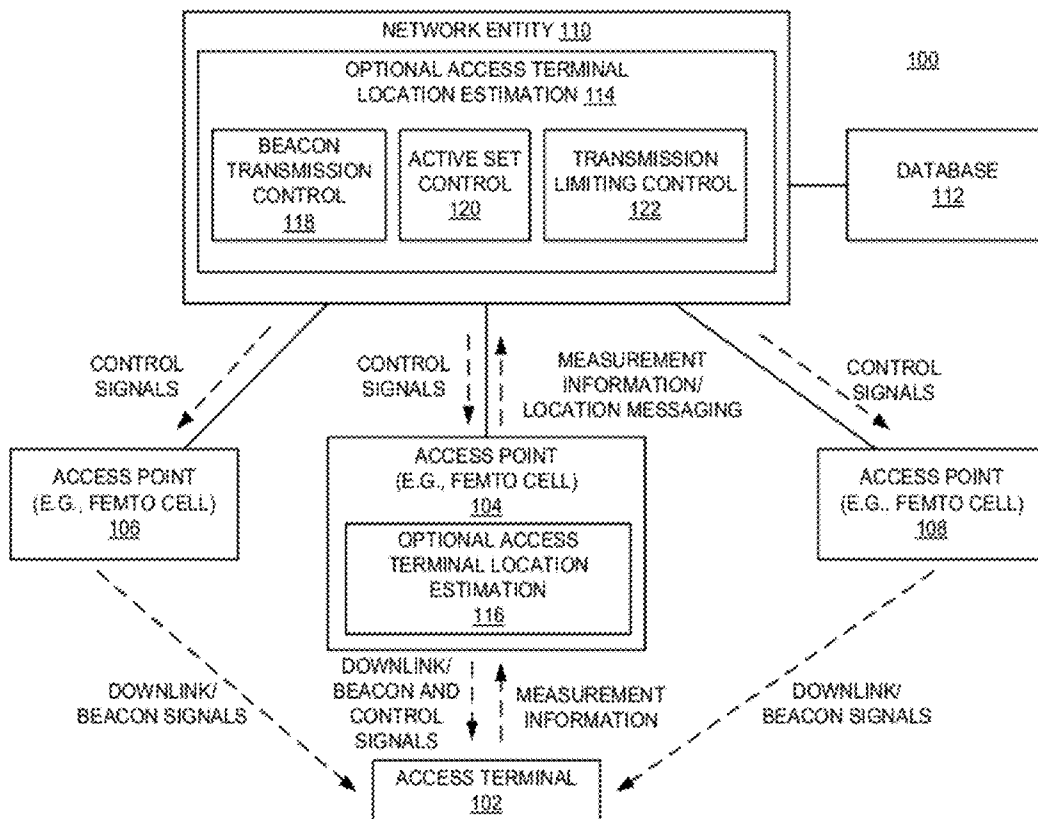 NETWORK ENTITY 110
100
OPTIONAL ACCESS TERMINAL
LOCATION ESTIMATION 114
BEACON
TRANSMISSION
CONTROL
118
ACTIVE SET
CONTROL
120
TRANSMISSION
LIMITING CONTROL
122
DATABASE
112
CONTROL
SIGNALS
CONTROL
SIGNALS
MEASUREMENT
INFORMATION/
LOCATION MESSAGING
CONTROL
SIGNALS
ACCESS POINT
(E.G., FEMTO CELL)
106
ACCESS POINT
(E.G., FEMTO CELL)
104
OPTIONAL ACCESS
TERMINAL LOCATION
ESTIMATION
116
ACCESS POINT
(E.G., FEMTO CELL)
108
DOWNLINK/
BEACON SIGNALS
DOWNLINK/
BEACON AND
CONTROL
SIGNALS
MEASUREMENT
INFORMATION
DOWNLINK/
BEACON SIGNALS
ACCESS TERMINAL
102